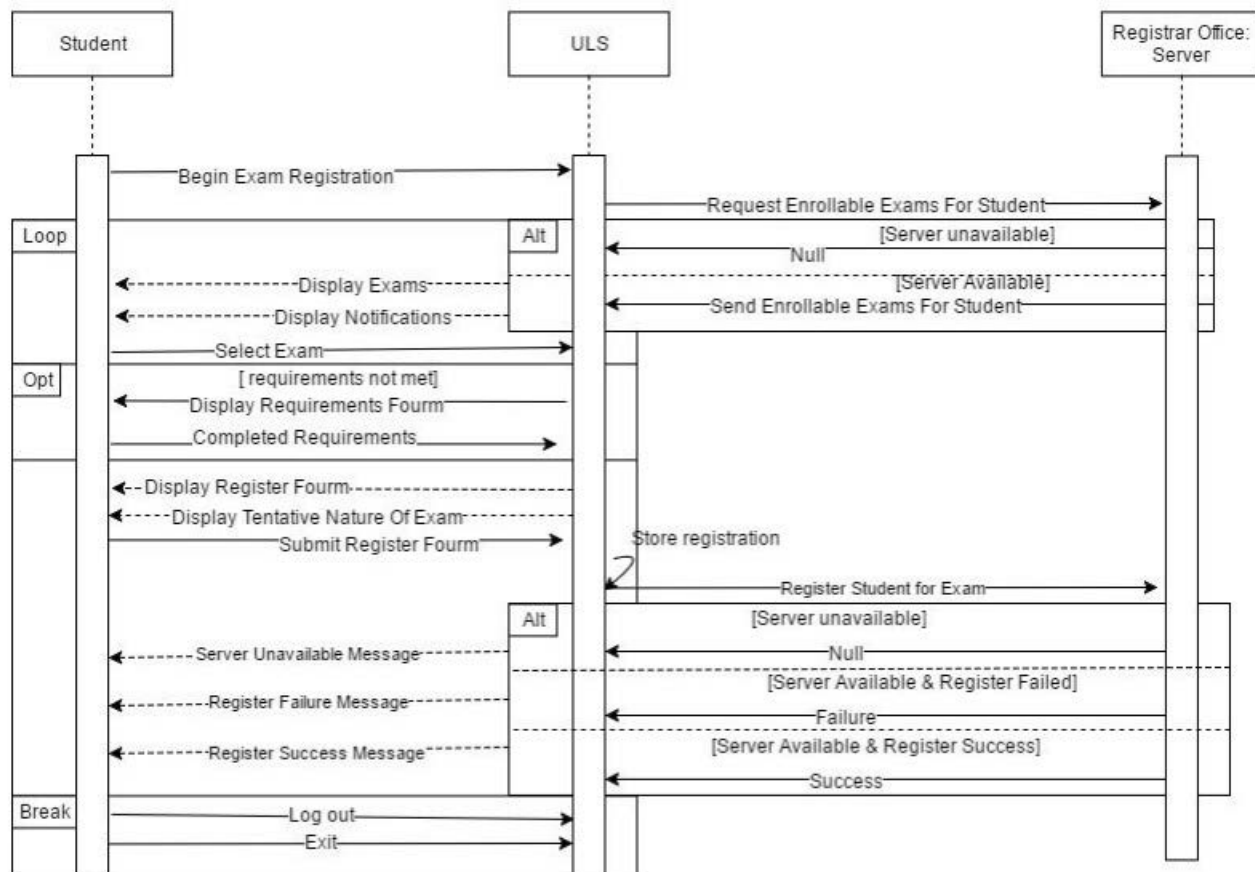 Student
ULS
Registrar Office:
Server
Begin Exam Registration
Request Enrollable Exams For Student
Loop
Alt
[Server unavailable]
Null
[Server Available]
Display Exams
Send Enrollable Exams For Student
Display Notifications
Select Exam
Opt
[ requirements not met]
Display Requirements Fourm
Completed Requirements
Display Register Fourm
Display Tentative Nature Of Exam
Submit Register Fourm
Store registration
Register Student for Exam
Alt
[Server unavailable]
Server Unavailable Message
Null
[Server Available & Register Failed]
Register Failure Message
Failure
[Server Available & Register Success]
Register Success Message
Success
Break
Log out
Exit